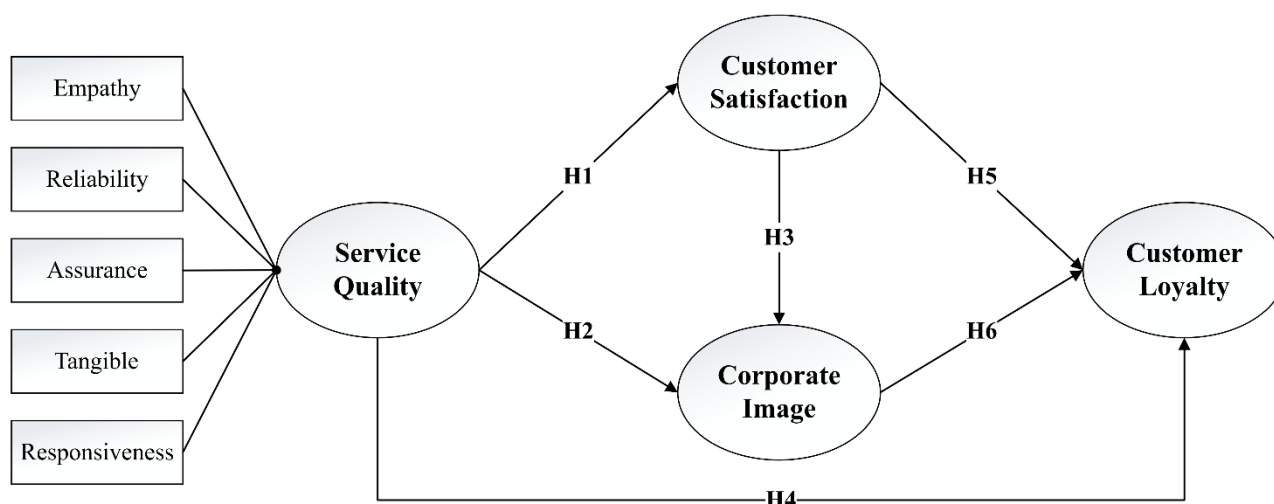 Empathy
Reliability
Assurance
Tangible
Responsiveness
Service
Quality
H1
H2
Customer
Satisfaction
H3
Corporate
Image
H5
H6
Customer
Loyalty
H4